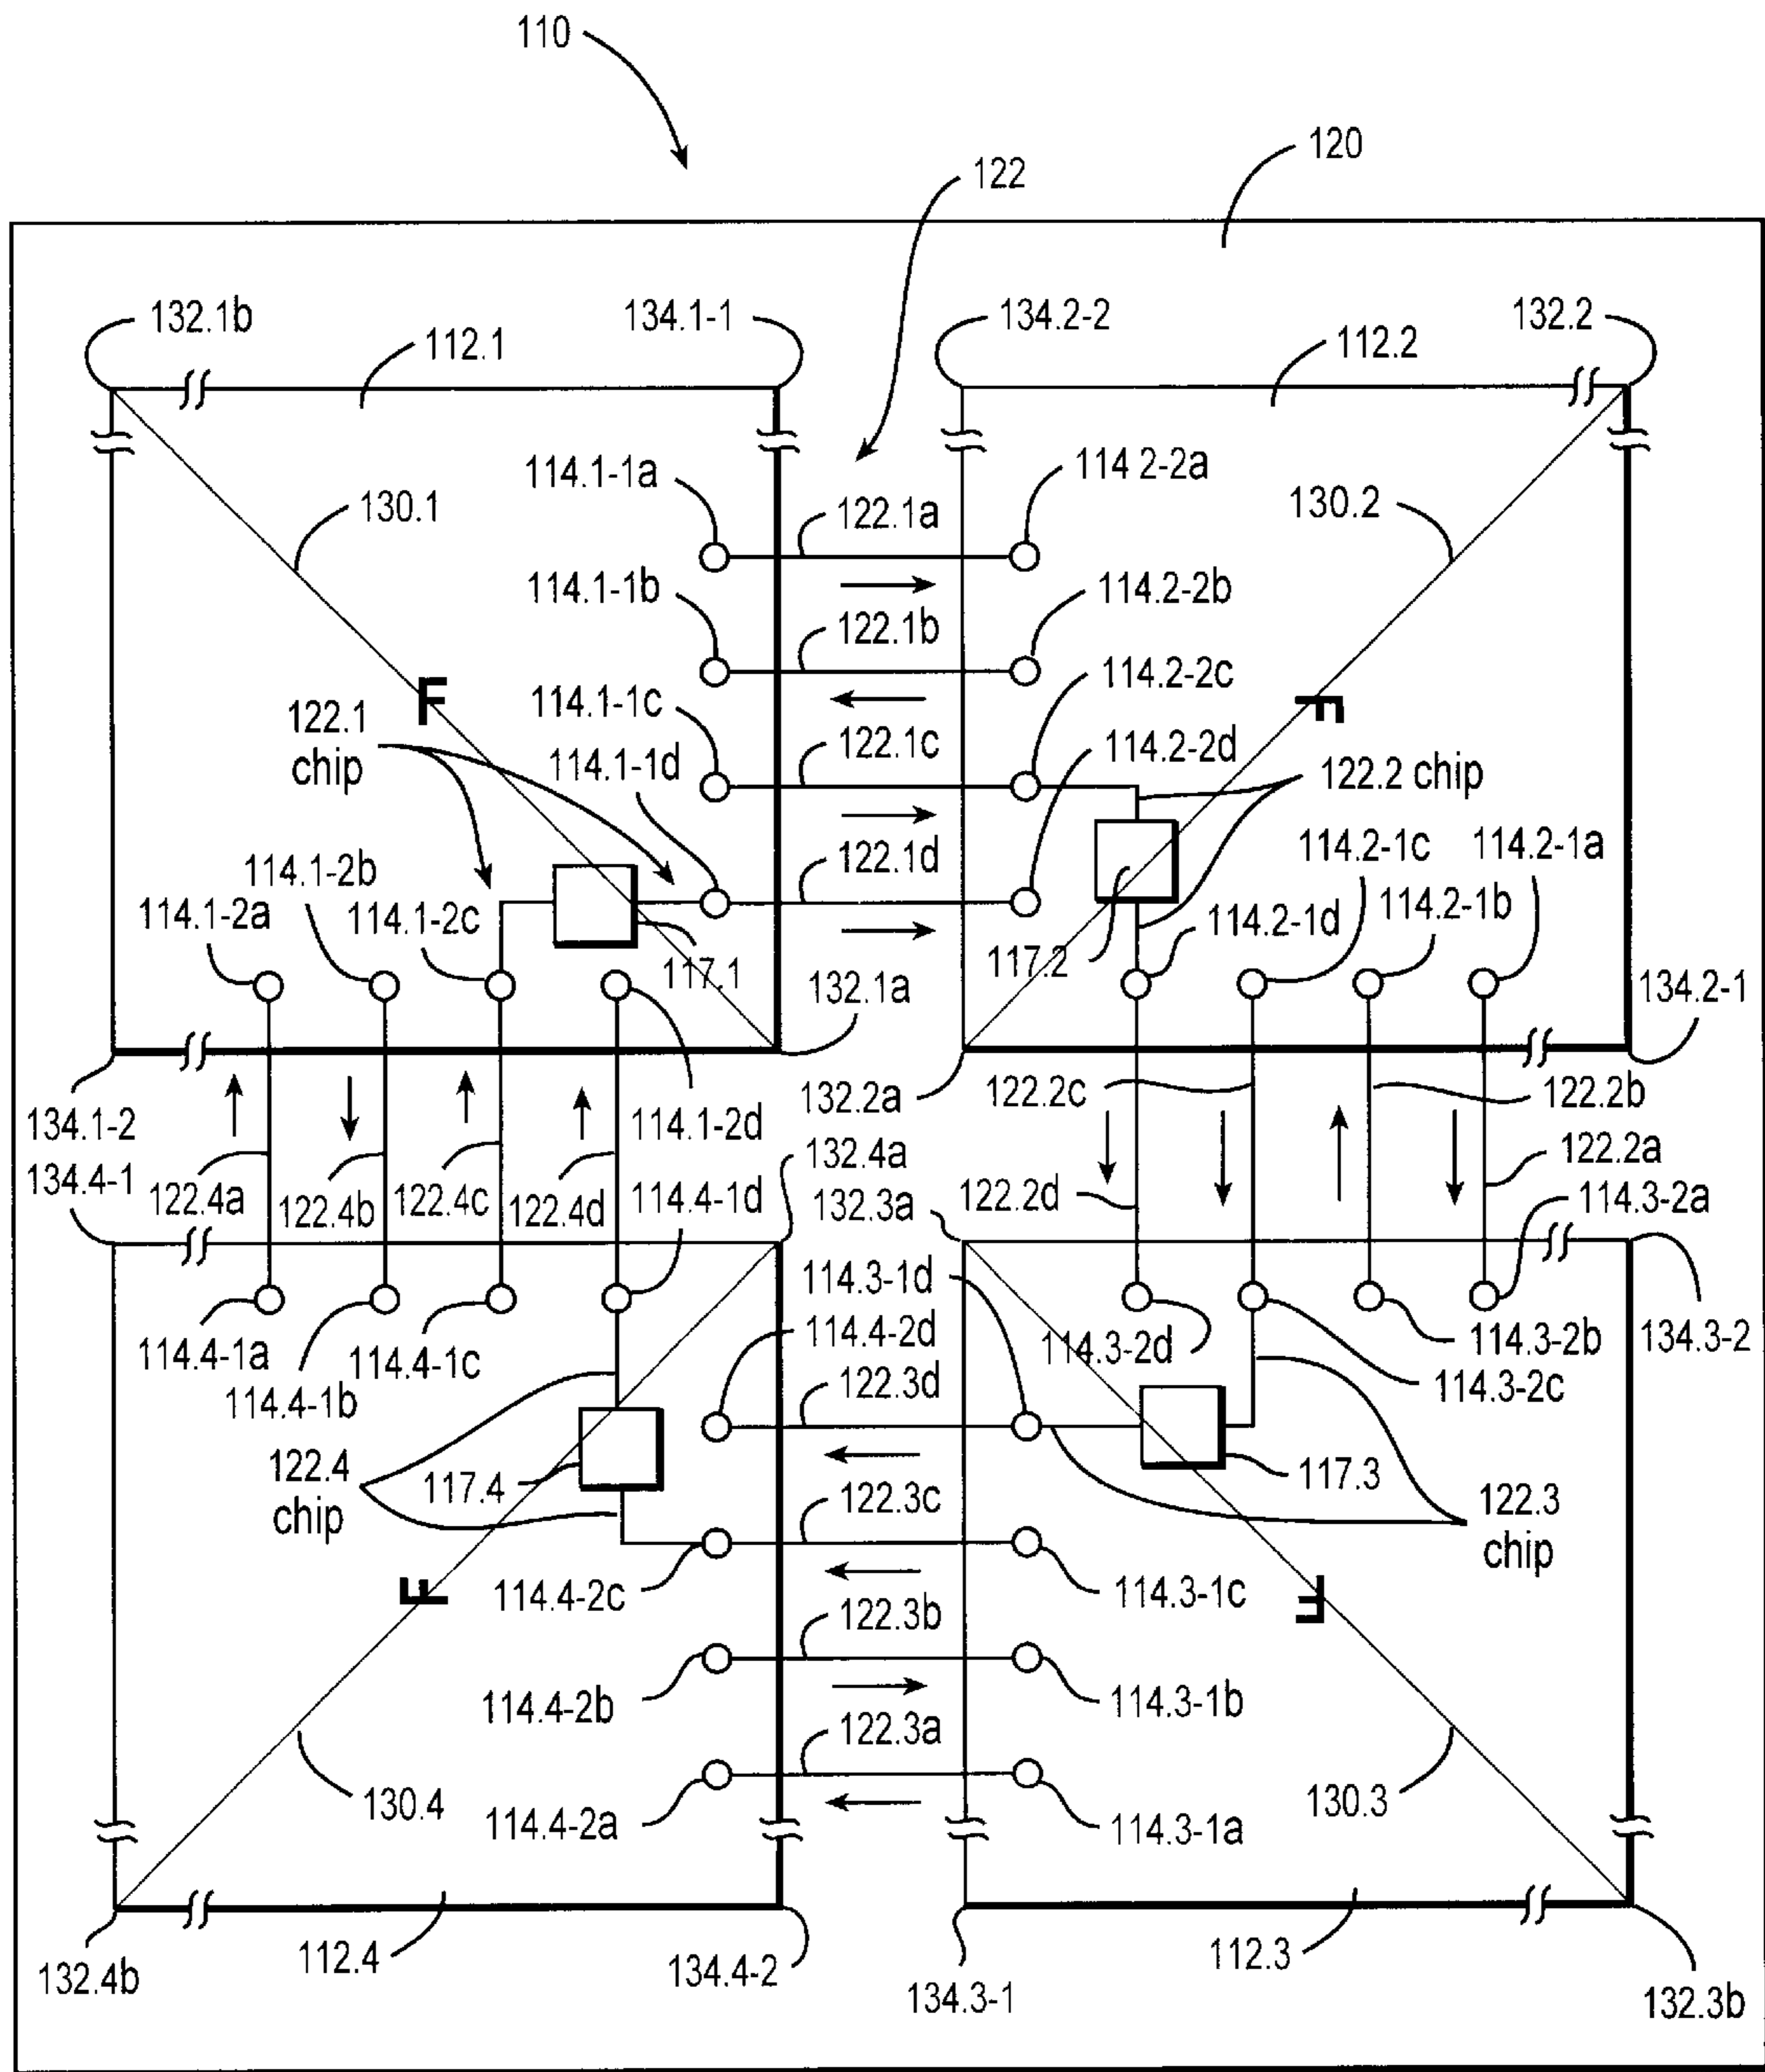 110
120
122
132.1b
134.1-1
134.2-2
132.2
112.1
112.2
114.1-1a
114 2-2a
130.1
122.1a
130.2
114.1-1b
114.2-2b
122.1b
F
F
114.1-1c
114.2-2c
122.1
chip
114.1-1d
122.1c
114.2-2d
122.2 chip
114.1-2b
122.1d
114.2-1c
114.2-1a
114.1-2a
114.1-2c
114.2-1d
114.2-1b
117.1
117.2
132.1a
134.2-1
134.1-2
114.1-2d
132.2a
122.2c
122.2b
134.4-1
122.4a
122.4b
122.4c
122.4d
132.4a
114.4-1d
132.3a
122.2d
122.2a
114.3-2a
114.3-1d
114.4-1a
114.4-1b
114.4-1c
114.4-2d
114.3-2d
114.3-2b
134.3-2
114.3-2c
122.3d
122.4
chip
117.4
117.3
122.3c
122.3
chip
F
F
114.4-2c
114.3-1c
122.3b
114.4-2b
114.3-1b
122.3a
130.4
130.3
114.4-2a
114.3-1a
132.4b
112.4
134.4-2
134.3-1
112.3
132.3b